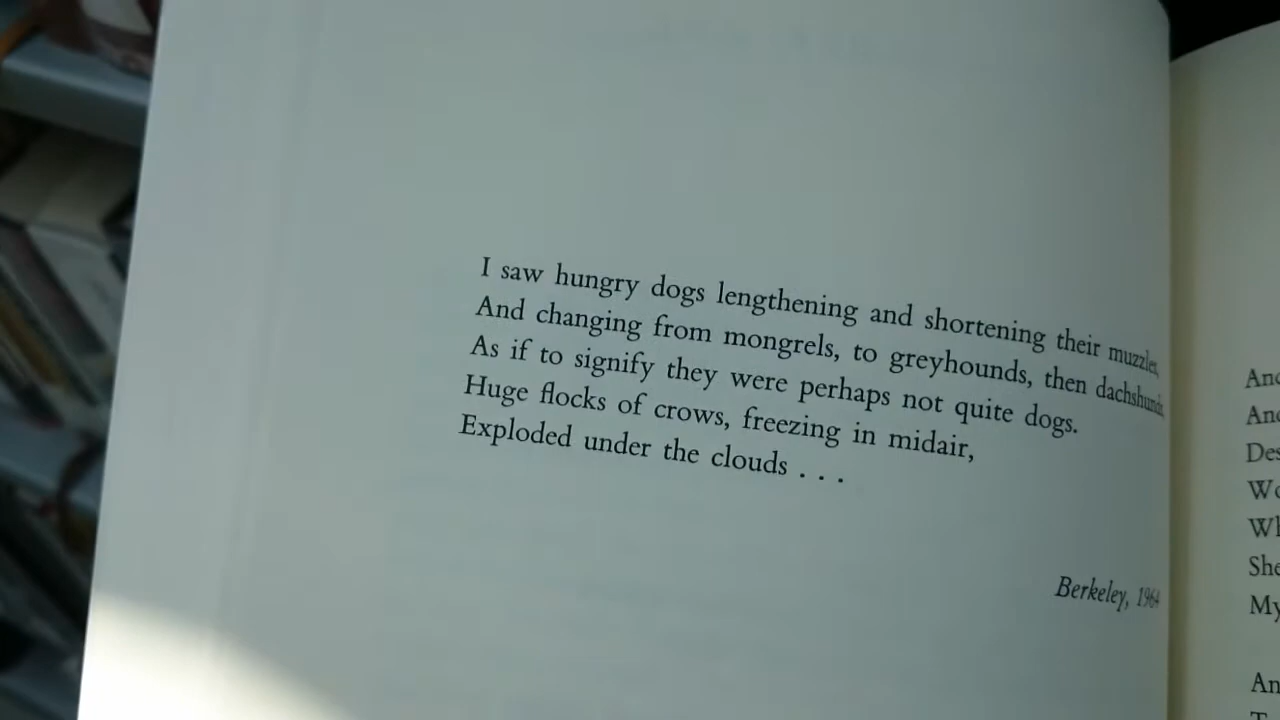 I saw hungry dogs lengthening and shortening their muzzles,
And changing from mongrels, to greyhounds, then dachshunds,
As if to signify they were perhaps not quite dogs.
Huge flocks of crows, freezing in midair,
Exploded under the clouds . . .
Berkeley, 1964
She
My